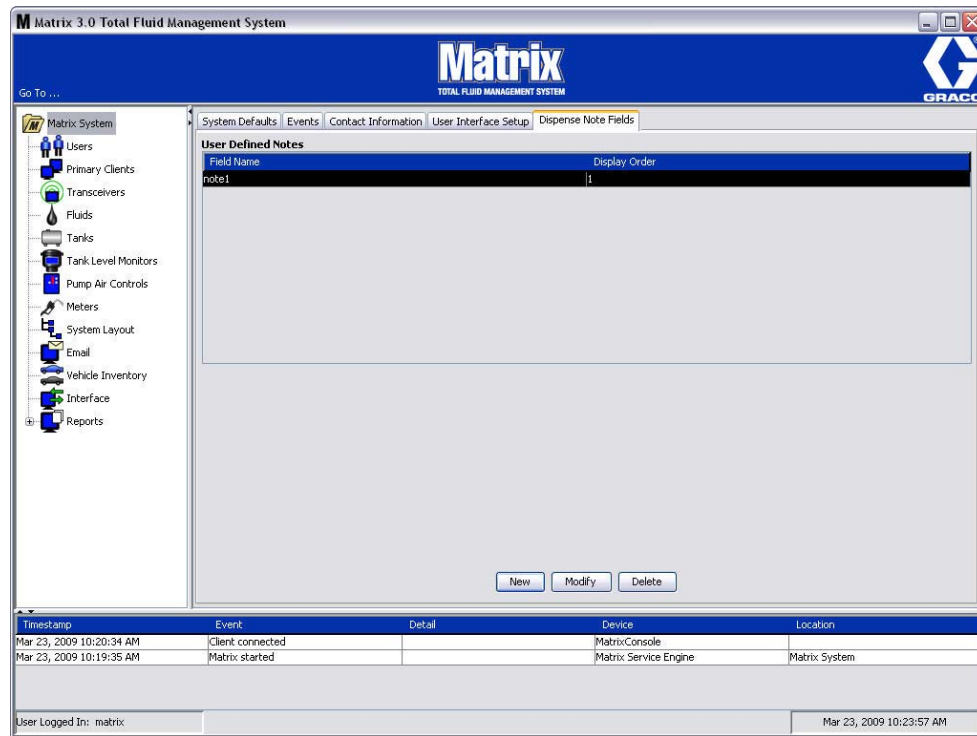 M Matrix 3.0 Total Fluid Management System
Matrix
TOTAL FLUID MANAGEMENT SYSTEM
GRACO
Go To ...
Matrix System
Users
Primary Clients
Transceivers
Fluids
Tanks
Tank Level Monitors
Pump Air Controls
Meters
System Layout
Email
Vehicle Inventory
Interface
Reports
System Defaults Events Contact Information User Interface Setup Dispense Note Fields
User Defined Notes
Field Name Display Order
note1 1
New Modify Delete
Timestamp Event Detail Device Location
Mar 23, 2009 10:20:34 AM Client connected MatrixConsole
Mar 23, 2009 10:19:35 AM Matrix started Matrix Service Engine Matrix System
User Logged In: matrix Mar 23, 2009 10:23:57 AM